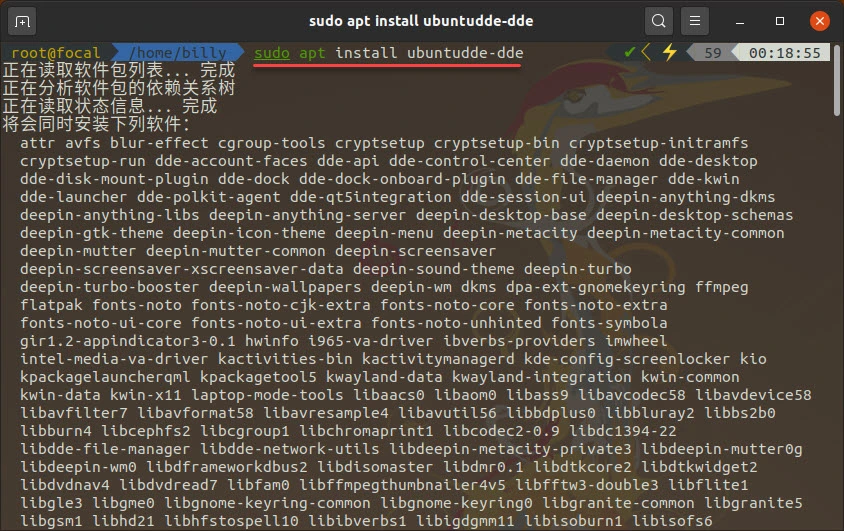 sudo apt install ubuntudde-dde
root@focal /home/billy sudo apt install ubuntudde-dde ✔ ⚡ 59 00:18:55
正在读取软件包列表... 完成
正在分析软件包的依赖关系树
正在读取状态信息... 完成
将会同时安装下列软件：
attr avfs blur-effect cgroup-tools cryptsetup cryptsetup-bin cryptsetup-initramfs
cryptsetup-run dde-account-faces dde-api dde-control-center dde-daemon dde-desktop
dde-disk-mount-plugin dde-dock dde-dock-onboard-plugin dde-file-manager dde-kwin
dde-launcher dde-polkit-agent dde-qt5integration dde-session-ui deepin-anything-dkms
deepin-anything-libs deepin-anything-server deepin-desktop-base deepin-desktop-schemas
deepin-gtk-theme deepin-icon-theme deepin-menu deepin-metacity deepin-metacity-common
deepin-mutter deepin-mutter-common deepin-screensaver
deepin-screensaver-xscreensaver-data deepin-sound-theme deepin-turbo
deepin-turbo-booster deepin-wallpapers deepin-wm dkms dpa-ext-gnomekeyring ffmpeg
flatpak fonts-noto fonts-noto-cjk-extra fonts-noto-core fonts-noto-extra
fonts-noto-ui-core fonts-noto-ui-extra fonts-noto-unhinted fonts-symbola
gir1.2-appindicator3-0.1 hwinfo i965-va-driver ibverbs-providers imwheel
intel-media-va-driver kactivities-bin kactivitymanagerd kde-config-screenlocker kio
kpackagelauncherqml kpackagetool5 kwayland-data kwayland-integration kwin-common
kwin-data kwin-x11 laptop-mode-tools libaacs0 libaom0 libass9 libavcodec58 libavdevice58
libavfilter7 libavformat58 libavresample4 libavutil56 libbdplus0 libbluray2 libbs2b0
libburn4 libcephfs2 libcgroup1 libchromaprint1 libcodec2-0.9 libdc1394-22
libdde-file-manager libdde-network-utils libdeepin-metacity-private3 libdeepin-mutter0g
libdeepin-wm0 libdframeworkdbus2 libdisomaster libdmr0.1 libdtkcore2 libdtkwidget2
libdvdnav4 libdvdread7 libfam0 libffmpegthumbnailer4v5 libfftw3-double3 libflite1
libgle3 libgme0 libgnome-keyring-common libgnome-keyring0 libgranite-common libgranite5
libgsm1 libhd21 libhfstospell10 libibverbs1 libigdgmm11 libisoburn1 libisofs6